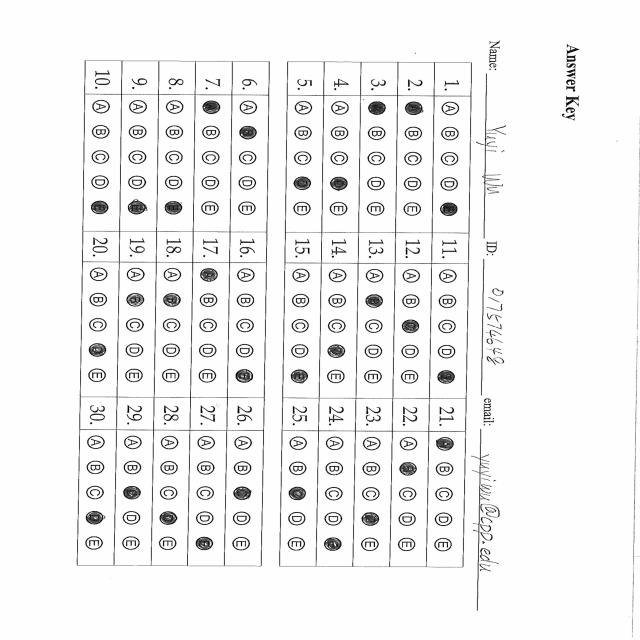 Answer Key
Name: Yuyi Wu ID: 017574648 email: yuyiwu@cpp.edu
1. A B C D 11. A B C D 21. B C D E
2. B C D E 12. A B D E 22. A C D E
3. B C D E 13. A C D E 23. A B C E
4. A B C E 14. A B C E 24. A B C D
5. A B C E 15. A B C D 25. A B D E
6. A C D E 16. A B C D 26. A B D E
7. B C D E 17. B C D E 27. A B C D
8. A B C D 18. A C D E 28. A B C E
9. A B C D 19. A C D E 29. A B D E
10. A B C D 20. A B C E 30. A B C E